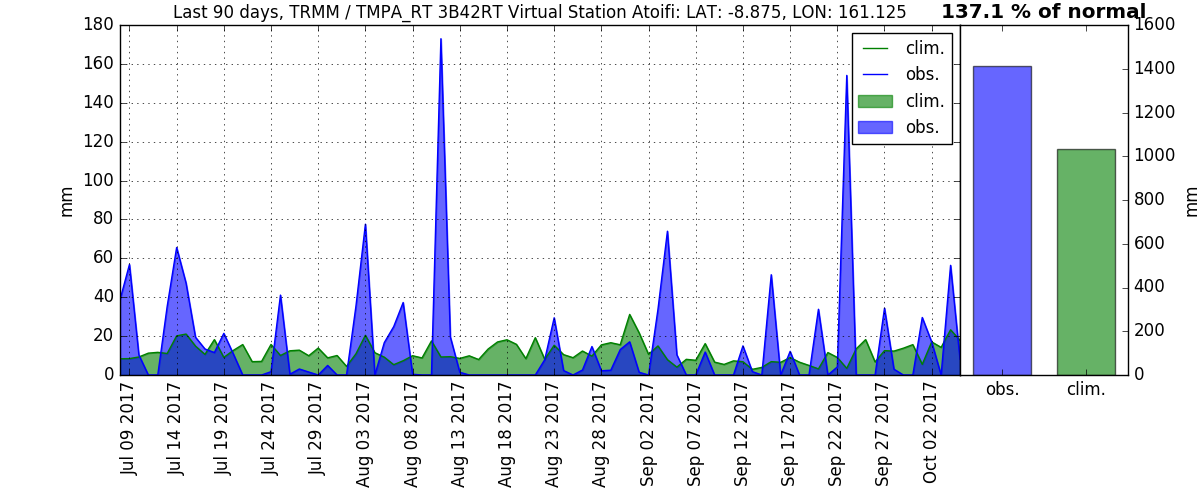 Last 90 days, TRMM / TMPA_RT 3B42RT Virtual Station Atoifi: LAT: -8.875, LON: 161.125
137.1 % of normal
180
160
140
120
100
80
60
40
20
0
mm
clim.
obs.
clim.
obs.
Jul 09 2017
Jul 14 2017
Jul 19 2017
Jul 24 2017
Jul 29 2017
Aug 03 2017
Aug 08 2017
Aug 13 2017
Aug 18 2017
Aug 23 2017
Aug 28 2017
Sep 02 2017
Sep 07 2017
Sep 12 2017
Sep 17 2017
Sep 22 2017
Sep 27 2017
Oct 02 2017
1600
1400
1200
1000
800
600
400
200
0
mm
obs.
clim.